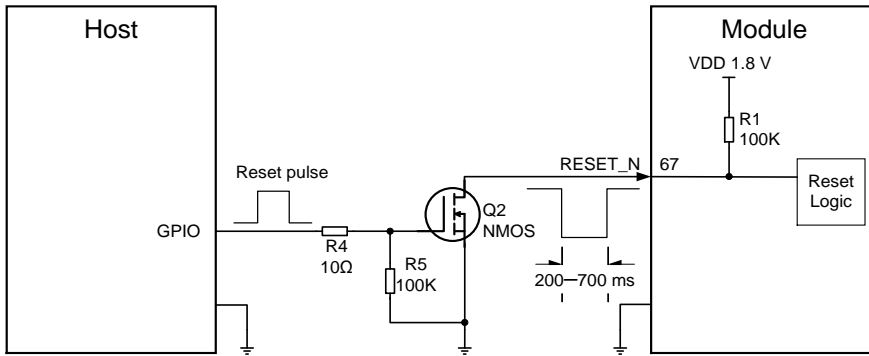 Host
Module
VDD 1.8 V
R1
100K
Reset pulse
RESET_N
67
Reset
Logic
GPIO
R4
10Ω
Q2
NMOS
R5
100K
200—700 ms